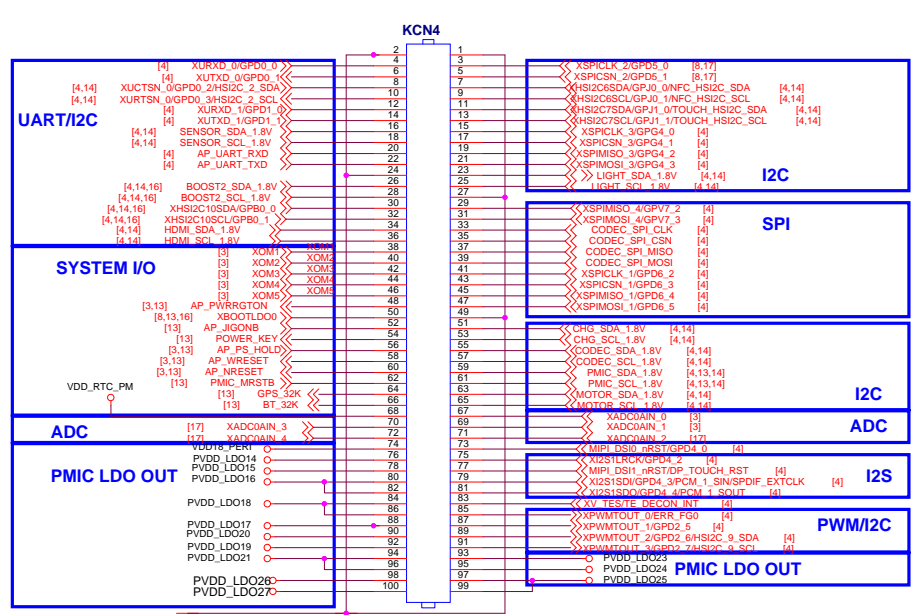 KCN4
2 1
[4] XURXD_0/GPD0_0 4 3 XSPICLK_2/GPD5_0 [8,17]
[4] XUTXD_0/GPD0_1 6 5 XSPICSN_2/GPD5_1 [8,17]
[4,14] XUCTSN_0/GPD0_2/HSI2C_2_SDA 8 7 XHSI2C6SDA/GPJ0_0/NFC_HSI2C_SDA [4,14]
[4,14] XURTSN_0/GPD0_3/HSI2C_2_SCL 10 9 XHSI2C6SCL/GPJ0_1/NFC_HSI2C_SCL [4,14]
[4] XURXD_1/GPD1_0 12 11 XHSI2C7SDA/GPJ1_0/TOUCH_HSI2C_SDA [4,14]
UART/I2C [4] XUTXD_1/GPD1_1 14 13 XHSI2C7SCL/GPJ1_1/TOUCH_HSI2C_SCL [4,14]
[4,14] SENSOR_SDA_1.8V 16 15 XSPICLK_3/GPG4_0 [4]
[4,14] SENSOR_SCL_1.8V 18 17 XSPICSN_3/GPG4_1 [4]
[4] AP_UART_RXD 20 19 XSPIMISO_3/GPG4_2 [4]
[4] AP_UART_TXD 22 21 XSPIMOSI_3/GPG4_3 [4]
24 23 LIGHT_SDA_1.8V [4,14] I2C
[4,14,16] BOOST2_SDA_1.8V 26 25 LIGHT_SCL_1.8V [4,14]
[4,14,16] BOOST2_SCL_1.8V 28 27
[4,14,16] XHSI2C10SDA/GPB0_0 30 29 XSPIMISO_4/GPV7_2 [4]
[4,14,16] XHSI2C10SCL/GPB0_1 32 31 XSPIMOSI_4/GPV7_3 [4] SPI
[4,14] HDMI_SDA_1.8V 34 33 CODEC_SPI_CLK [4]
[4,14] HDMI_SCL_1.8V 36 35 CODEC_SPI_CSN [4]
[3] XOM1 XOM1 38 37 CODEC_SPI_MISO [4]
SYSTEM I/O [3] XOM2 XOM2 40 39 CODEC_SPI_MOSI [4]
[3] XOM3 XOM3 42 41 XSPICLK_1/GPD6_2 [4]
[3] XOM4 XOM4 44 43 XSPICSN_1/GPD6_3 [4]
[3] XOM5 XOM5 46 45 XSPIMISO_1/GPD6_4 [4]
[3,13] AP_PWRRGTON 48 47 XSPIMOSI_1/GPD6_5 [4]
[8,13,16] XBOOTLDO0 50 49
[13] AP_JIGONB 52 51 CHG_SDA_1.8V [4,14]
[13] POWER_KEY 54 53 CHG_SCL_1.8V [4,14]
[3,13] AP_PS_HOLD 56 55 CODEC_SDA_1.8V [4,14]
[13] AP_WRESET 58 57 CODEC_SCL_1.8V [4,14]
[3,13] AP_NRESET 60 59 PMIC_SDA_1.8V [4,13,14]
[13] PMIC_MRSTB 62 61 PMIC_SCL_1.8V [4,13,14]
VDD_RTC_PM [13] GPS_32K 64 63 MOTOR_SDA_1.8V [4,14] I2C
[13] BT_32K 66 65 MOTOR_SCL_1.8V [4,14]
68 67 XADC0AIN_0 [3]
ADC [17] XADC0AIN_3 70 69 XADC0AIN_1 [3] ADC
[17] XADC0AIN_4 72 71 XADC0AIN_2 [17]
VDD18_PERI 74 73 MIPI_DSI0_nRST/GPD4_0 [4]
PVDD_LDO14 76 75 XI2S1LRCK/GPD4_2 [4]
PMIC LDO OUT PVDD_LDO15 78 77 MIPI_DSI1_nRST/DP_TOUCH_RST [4] I2S
PVDD_LDO16 80 79 XI2S1SDI/GPD4_3/PCM_1_SIN/SPDIF_EXTCLK [4]
82 81 XI2S1SDO/GPD4_4/PCM_1_SOUT [4]
PVDD_LDO18 84 83 XV_TES/TE_DECON_INT [4]
86 85 XPWMTOUT_0/ERR_FG0 [4]
PVDD_LDO17 88 87 XPWMTOUT_1/GPD2_5 [4] PWM/I2C
PVDD_LDO20 90 89 XPWMTOUT_2/GPD2_6/HSI2C_9_SDA [4]
PVDD_LDO19 92 91 XPWMTOUT_3/GPD2_7/HSI2C_9_SCL [4]
PVDD_LDO21 94 93 PVDD_LDO23
96 95 PVDD_LDO24 PMIC LDO OUT
PVDD_LDO26 98 97 PVDD_LDO25
PVDD_LDO27 100 99